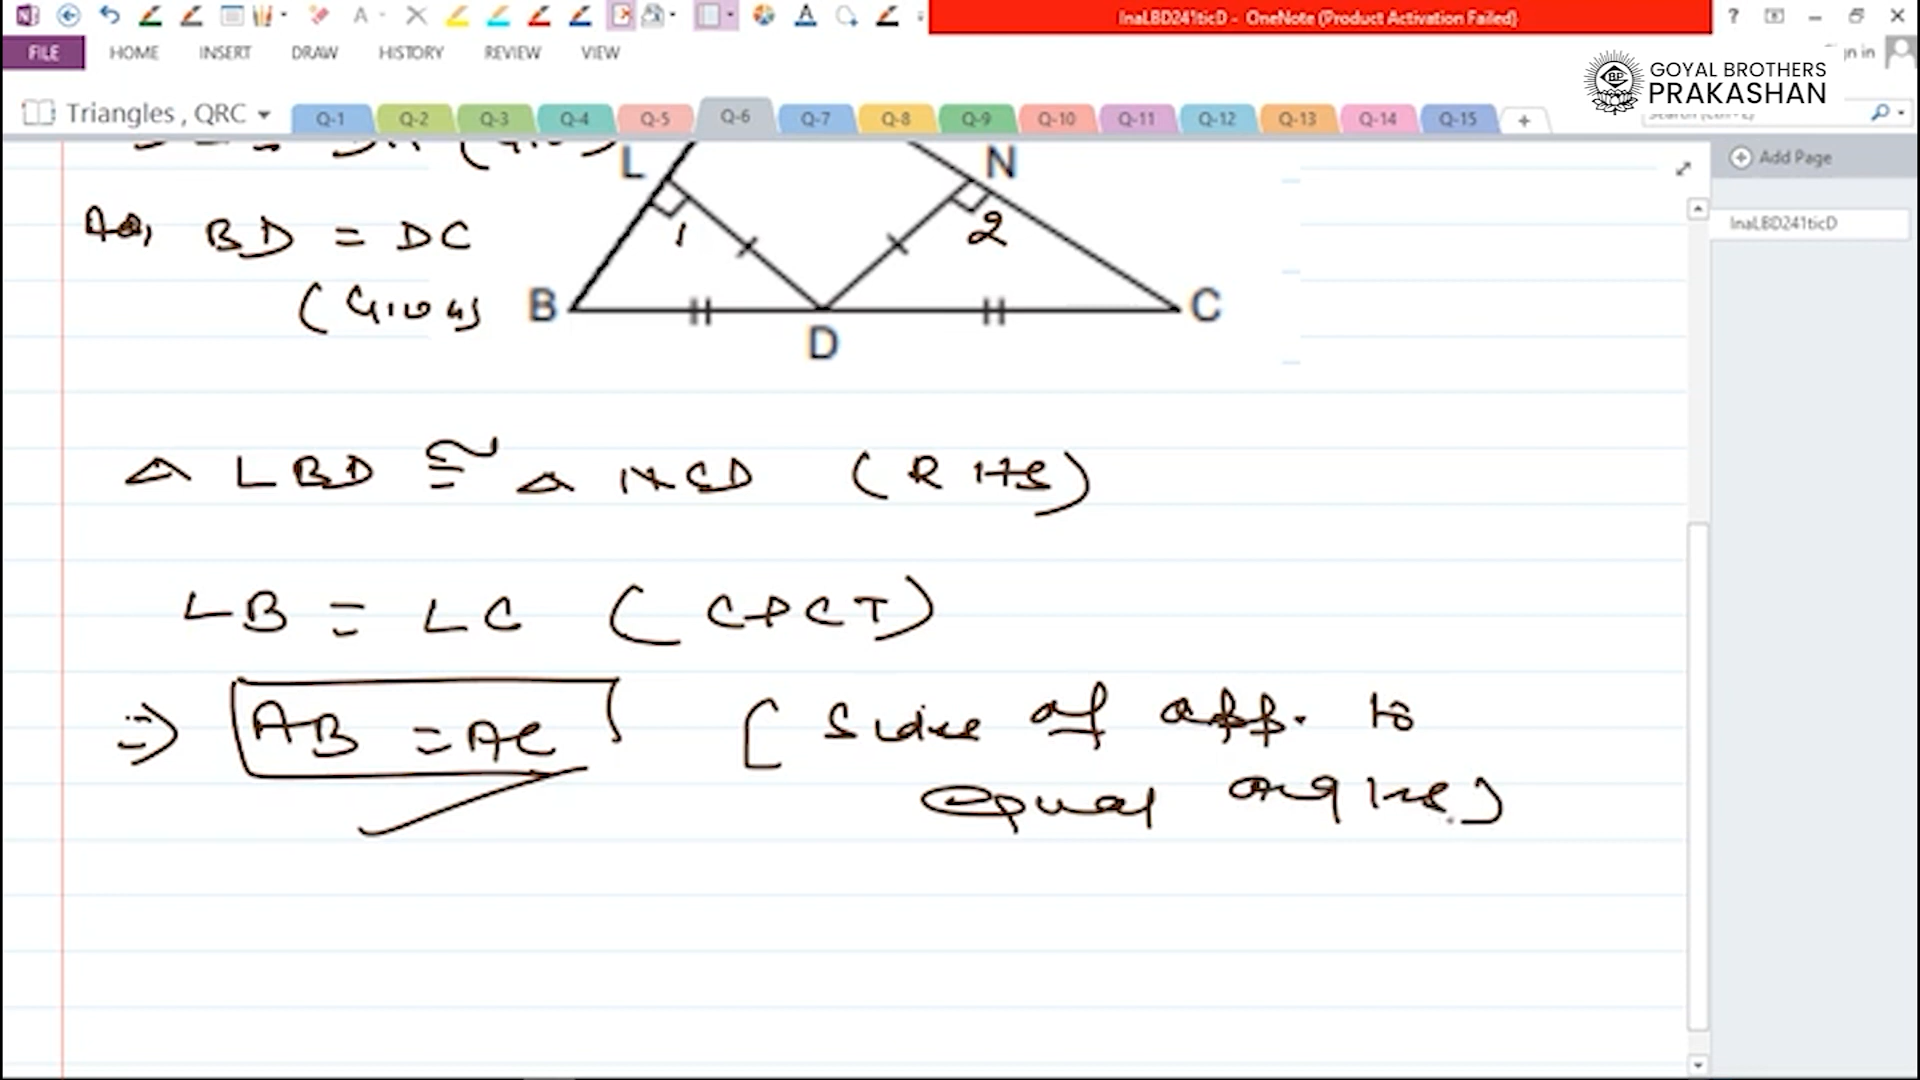 InaLBD241ticD - OneNote (Product Activation Failed)
FILE HOME INSERT DRAW HISTORY REVIEW VIEW
GOYAL BROTHERS
PRAKASHAN
Triangles , QRC
Q-1 Q-2 Q-3 Q-4 Q-5 Q-6 Q-7 Q-8 Q-9 Q-10 Q-11 Q-12 Q-13 Q-14 Q-15 +
Add Page
InaLBD241ticD
L N
1 2
BD = DC
B D C
△ LBD ≅ △ NCD (RHS)
∠B = ∠C (CPCT)
⇒ AB = AC [Sides of opp. to
equal angles]